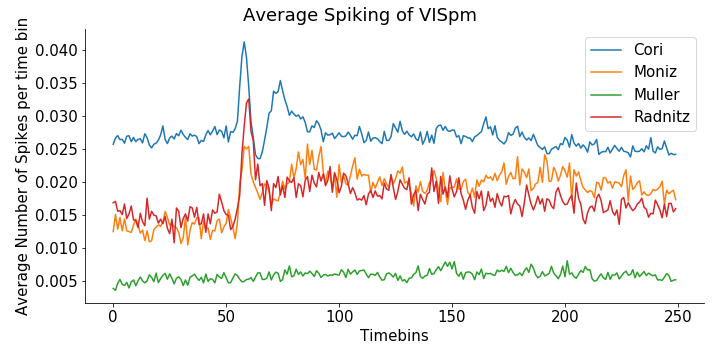 Average Spiking of VISpm
Average Number of Spikes per time bin
0.040
0.035
0.030
0.025
0.020
0.015
0.010
0.005
Cori
Moniz
Muller
Radnitz
0
50
100
150
200
250
Timebins